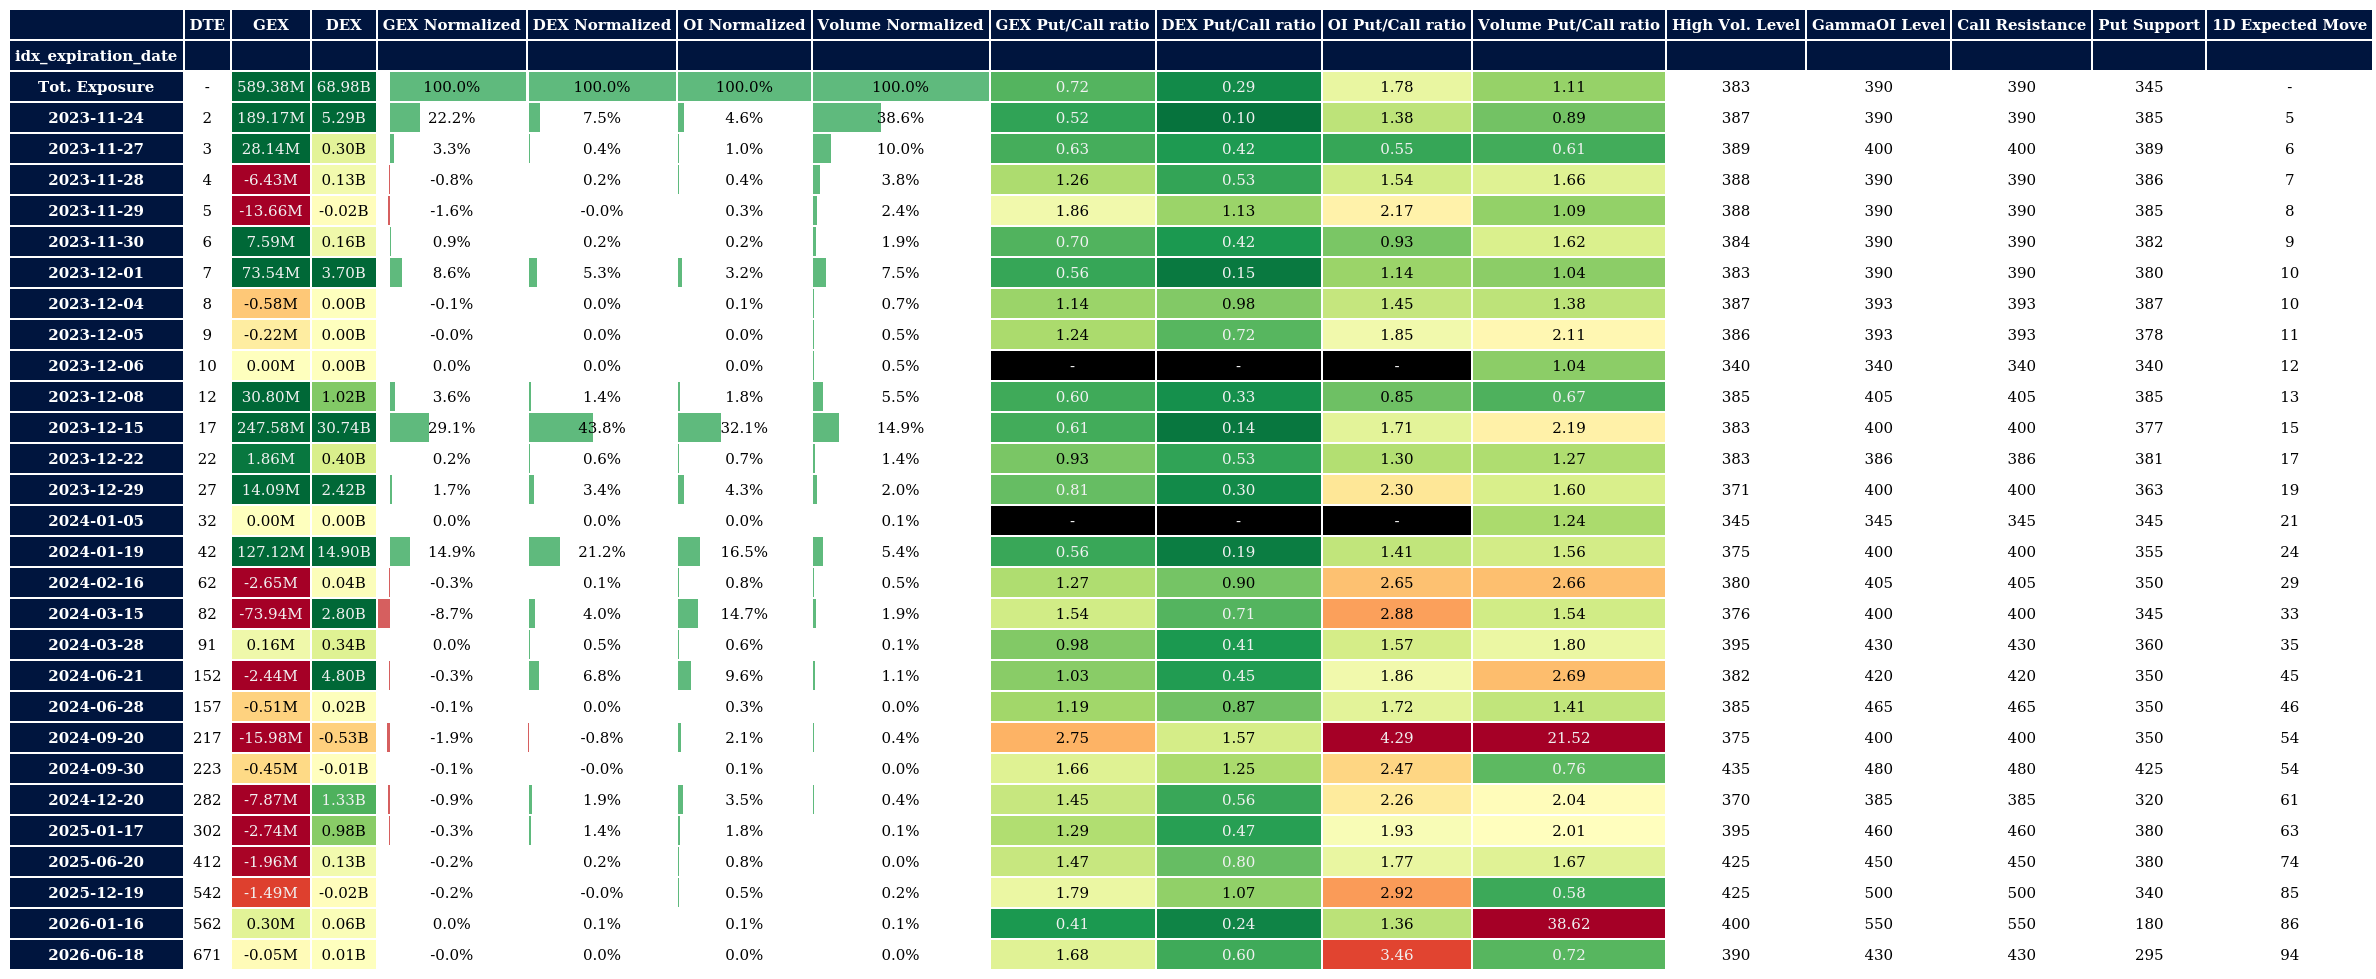 DTE GEX DEX GEX Normalized DEX Normalized OI Normalized Volume Normalized GEX Put/Call ratio DEX Put/Call ratio OI Put/Call ratio Volume Put/Call ratio High Vol. Level GammaOI Level Call Resistance Put Support 1D Expected Move
idx_expiration_date
Tot. Exposure - 589.38M 68.98B 100.0% 100.0% 100.0% 100.0% 0.72 0.29 1.78 1.11 383 390 390 345 -
2023-11-24 2 189.17M 5.29B 22.2% 7.5% 4.6% 38.6% 0.52 0.10 1.38 0.89 387 390 390 385 5
2023-11-27 3 28.14M 0.30B 3.3% 0.4% 1.0% 10.0% 0.63 0.42 0.55 0.61 389 400 400 389 6
2023-11-28 4 -6.43M 0.13B -0.8% 0.2% 0.4% 3.8% 1.26 0.53 1.54 1.66 388 390 390 386 7
2023-11-29 5 -13.66M -0.02B -1.6% -0.0% 0.3% 2.4% 1.86 1.13 2.17 1.09 388 390 390 385 8
2023-11-30 6 7.59M 0.16B 0.9% 0.2% 0.2% 1.9% 0.70 0.42 0.93 1.62 384 390 390 382 9
2023-12-01 7 73.54M 3.70B 8.6% 5.3% 3.2% 7.5% 0.56 0.15 1.14 1.04 383 390 390 380 10
2023-12-04 8 -0.58M 0.00B -0.1% 0.0% 0.1% 0.7% 1.14 0.98 1.45 1.38 387 393 393 387 10
2023-12-05 9 -0.22M 0.00B -0.0% 0.0% 0.0% 0.5% 1.24 0.72 1.85 2.11 386 393 393 378 11
2023-12-06 10 0.00M 0.00B 0.0% 0.0% 0.0% 0.5% - - - 1.04 340 340 340 340 12
2023-12-08 12 30.80M 1.02B 3.6% 1.4% 1.8% 5.5% 0.60 0.33 0.85 0.67 385 405 405 385 13
2023-12-15 17 247.58M 30.74B 29.1% 43.8% 32.1% 14.9% 0.61 0.14 1.71 2.19 383 400 400 377 15
2023-12-22 22 1.86M 0.40B 0.2% 0.6% 0.7% 1.4% 0.93 0.53 1.30 1.27 383 386 386 381 17
2023-12-29 27 14.09M 2.42B 1.7% 3.4% 4.3% 2.0% 0.81 0.30 2.30 1.60 371 400 400 363 19
2024-01-05 32 0.00M 0.00B 0.0% 0.0% 0.0% 0.1% - - - 1.24 345 345 345 345 21
2024-01-19 42 127.12M 14.90B 14.9% 21.2% 16.5% 5.4% 0.56 0.19 1.41 1.56 375 400 400 355 24
2024-02-16 62 -2.65M 0.04B -0.3% 0.1% 0.8% 0.5% 1.27 0.90 2.65 2.66 380 405 405 350 29
2024-03-15 82 -73.94M 2.80B -8.7% 4.0% 14.7% 1.9% 1.54 0.71 2.88 1.54 376 400 400 345 33
2024-03-28 91 0.16M 0.34B 0.0% 0.5% 0.6% 0.1% 0.98 0.41 1.57 1.80 395 430 430 360 35
2024-06-21 152 -2.44M 4.80B -0.3% 6.8% 9.6% 1.1% 1.03 0.45 1.86 2.69 382 420 420 350 45
2024-06-28 157 -0.51M 0.02B -0.1% 0.0% 0.3% 0.0% 1.19 0.87 1.72 1.41 385 465 465 350 46
2024-09-20 217 -15.98M -0.53B -1.9% -0.8% 2.1% 0.4% 2.75 1.57 4.29 21.52 375 400 400 350 54
2024-09-30 223 -0.45M -0.01B -0.1% -0.0% 0.1% 0.0% 1.66 1.25 2.47 0.76 435 480 480 425 54
2024-12-20 282 -7.87M 1.33B -0.9% 1.9% 3.5% 0.4% 1.45 0.56 2.26 2.04 370 385 385 320 61
2025-01-17 302 -2.74M 0.98B -0.3% 1.4% 1.8% 0.1% 1.29 0.47 1.93 2.01 395 460 460 380 63
2025-06-20 412 -1.96M 0.13B -0.2% 0.2% 0.8% 0.0% 1.47 0.80 1.77 1.67 425 450 450 380 74
2025-12-19 542 -1.49M -0.02B -0.2% -0.0% 0.5% 0.2% 1.79 1.07 2.92 0.58 425 500 500 340 85
2026-01-16 562 0.30M 0.06B 0.0% 0.1% 0.1% 0.1% 0.41 0.24 1.36 38.62 400 550 550 180 86
2026-06-18 671 -0.05M 0.01B -0.0% 0.0% 0.0% 0.0% 1.68 0.60 3.46 0.72 390 430 430 295 94